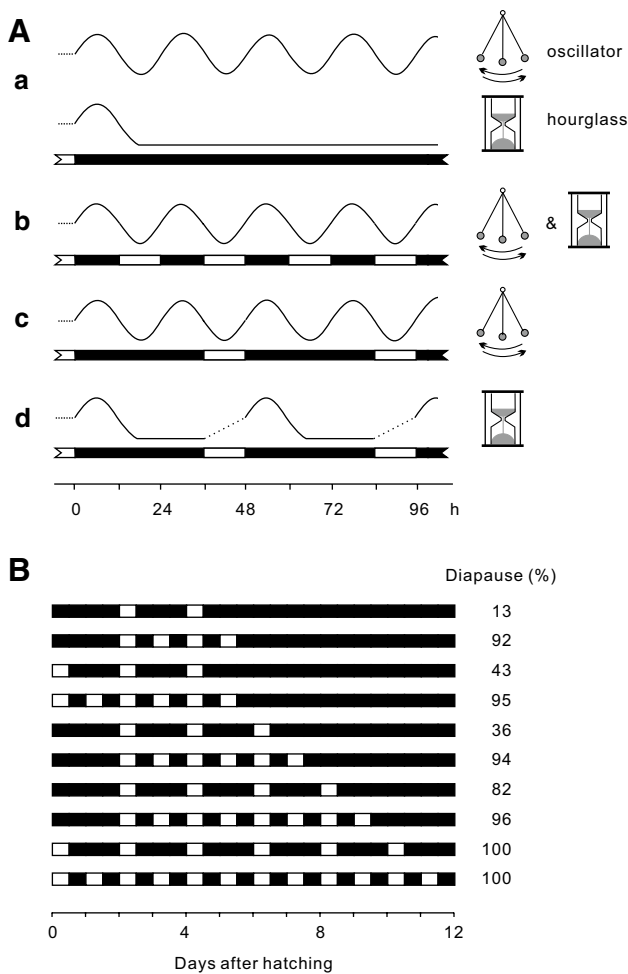 A
a
oscillator
hourglass
b
&
c
d
0 24 48 72 96 h
B
Diapause (%)
13
92
43
95
36
94
82
96
100
100
0 4 8 12
Days after hatching